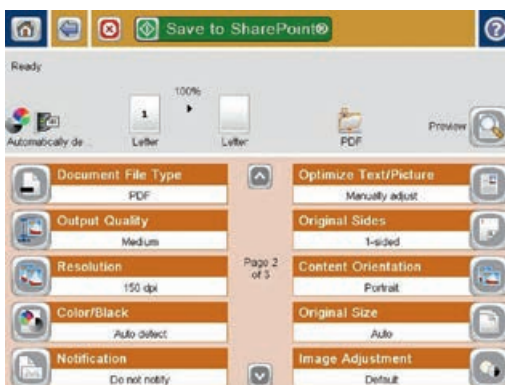 Save to SharePoint®
?
Ready
100%
1
Automatically de...
Letter
Letter
PDF
Preview
Document File Type
PDF
Optimize Text/Picture
Manually adjust
Output Quality
Medium
Original Sides
1-sided
Resolution
150 dpi
Page 2
of 3
Content Orientation
Portrait
Color/Black
Auto detect
Original Size
Auto
Notification
Do not notify
Image Adjustment
Default